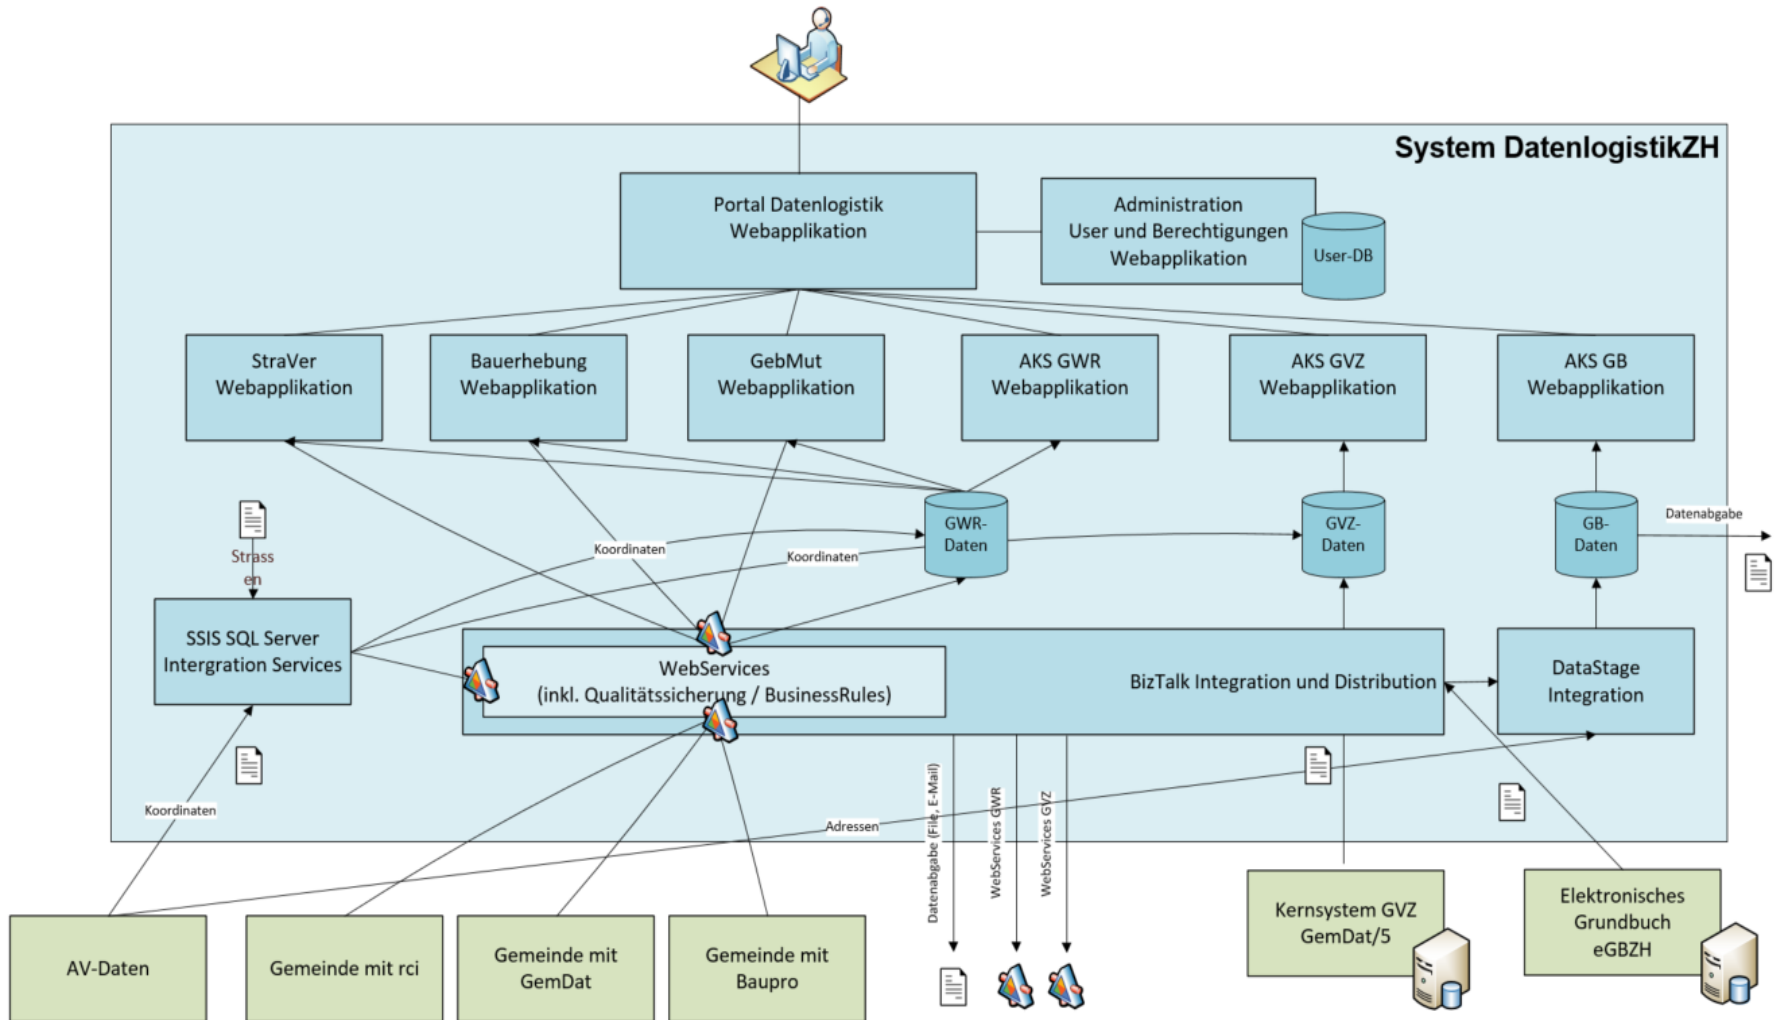 System DatenlogistikZH
Portal Datenlogistik
Webapplikation
Administration
User und Berechtigungen
Webapplikation
User-DB
StraVer
Webapplikation
Bauerhebung
Webapplikation
GebMut
Webapplikation
AKS GWR
Webapplikation
AKS GVZ
Webapplikation
AKS GB
Webapplikation
GWR-
Daten
GVZ-
Daten
GB-
Daten
Datenabgabe
Strass
en
Koordinaten
Koordinaten
SSIS SQL Server
Intergration Services
WebServices
(inkl. Qualitätssicherung / BusinessRules)
BizTalk Integration und Distribution
DataStage
Integration
Koordinaten
Adressen
Datenabgabe (File, E-Mail)
WebServices GWR
WebServices GVZ
AV-Daten
Gemeinde mit rci
Gemeinde mit
GemDat
Gemeinde mit
Baupro
Kernsystem GVZ
GemDat/5
Elektronisches
Grundbuch
eGBZH